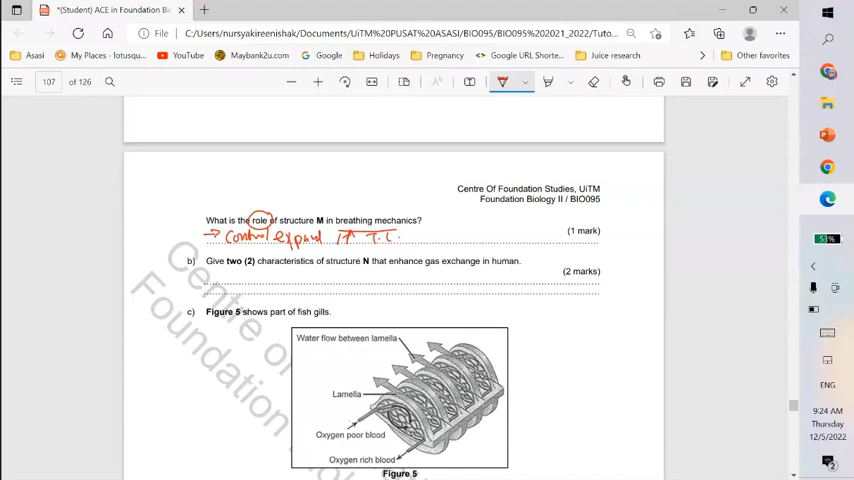 *(Student) ACE in Foundation Bio
File
C:/Users/nursyakireenishak/Documents/UiTM%20PUSAT%20ASASI/BIO095/BIO095%202021_2022/Tuto...
Asasi
My Places - lotusqu...
YouTube
Maybank2u.com
Google
Holidays
Pregnancy
Google URL Shorte...
Juice research
Other favorites
107 of 126
Centre Of Foundation Studies, UiTM
Foundation Biology II / BIO095
What is the role of structure M in breathing mechanics?
(1 mark)
→ Control expand ↑ T.C.
b) Give two (2) characteristics of structure N that enhance gas exchange in human.
(2 marks)
c) Figure 5 shows part of fish gills.
Water flow between lamella
Lamella
Oxygen poor blood
Oxygen rich blood
Figure 5
Centre of
Foundation
53%
ENG
9:24 AM
Thursday
12/5/2022
2